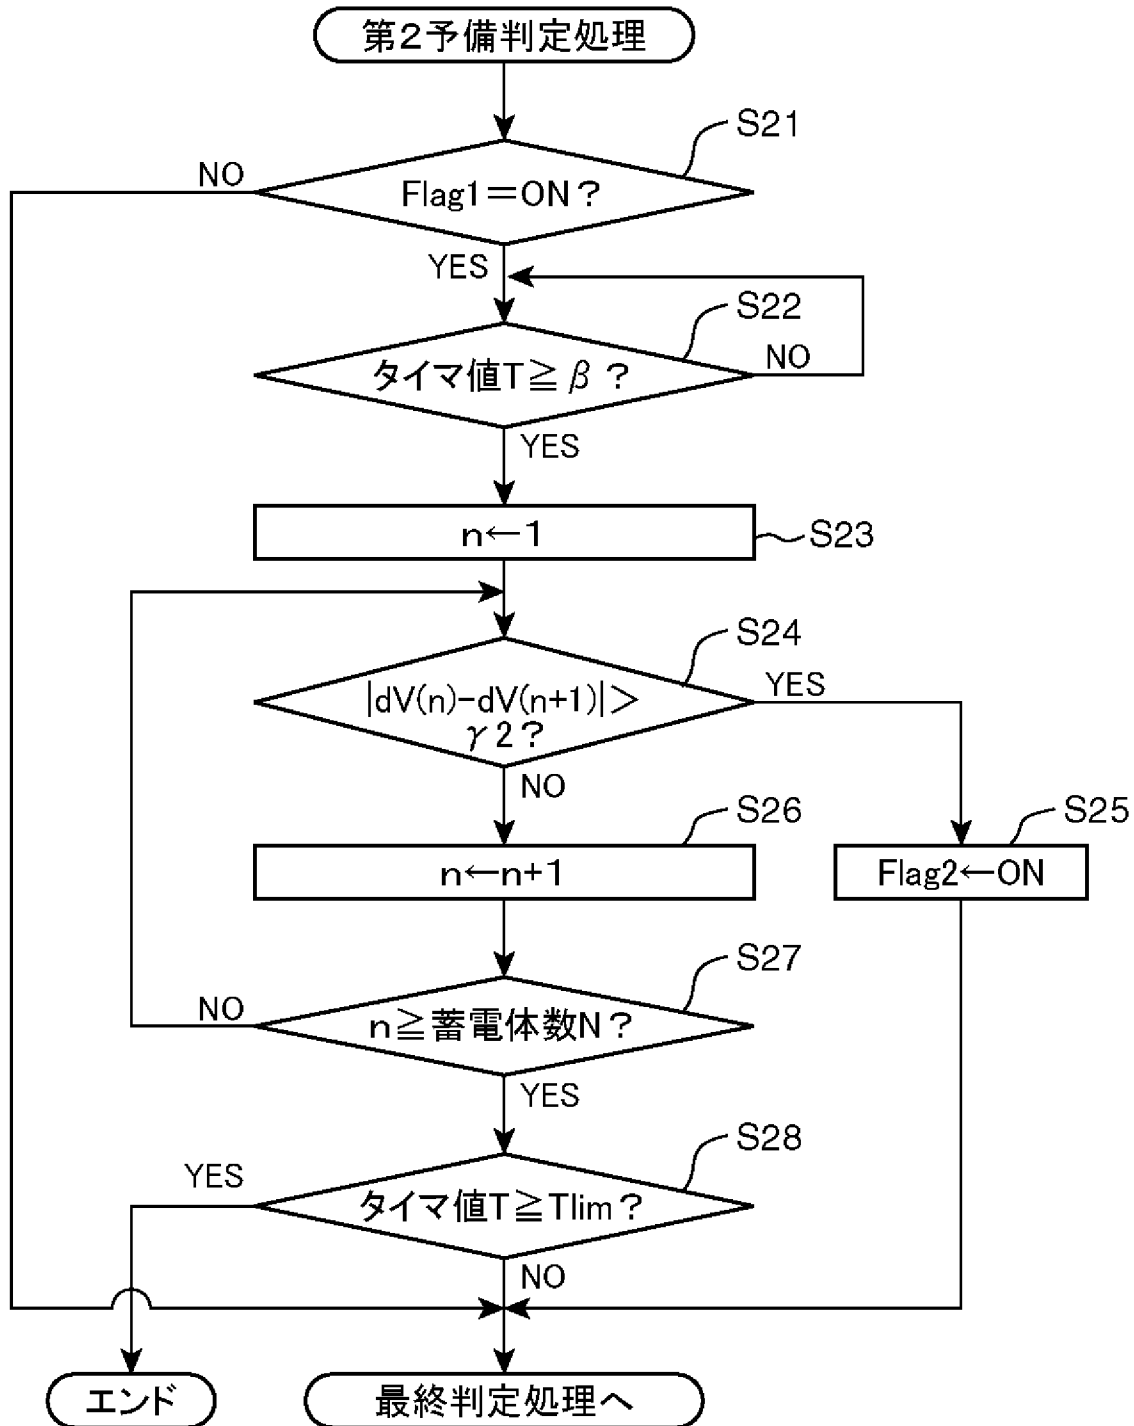 第2予備判定処理
S21
NO
Flag1=ON?
YES
S22
タイマ値T≧β?
NO
YES
n←1
S23
S24
|dV(n)-dV(n+1)|>
γ2?
YES
NO
S26
S25
n←n+1
Flag2←ON
S27
NO
n≧蓄電体数N?
YES
S28
YES
タイマ値T≧Tlim?
NO
エンド
最終判定処理へ